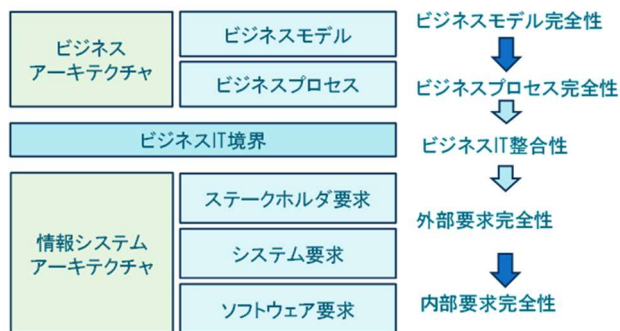 ビジネス
アーキテクチャ
ビジネスモデル
ビジネスプロセス
ビジネスIT境界
情報システム
アーキテクチャ
ステークホルダ要求
システム要求
ソフトウェア要求
ビジネスモデル完全性
ビジネスプロセス完全性
ビジネスIT整合性
外部要求完全性
内部要求完全性